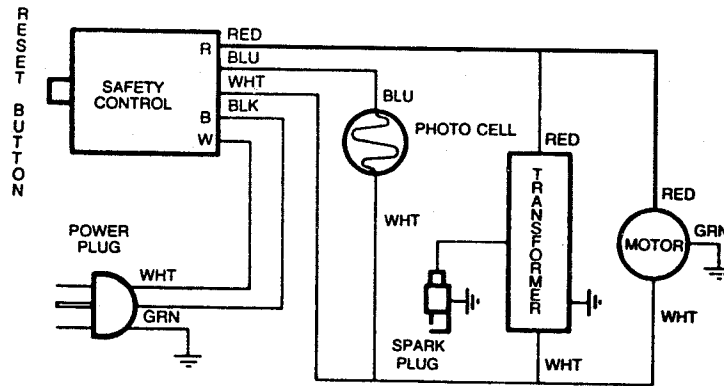 RESET BUTTON
RED
R
BLU
SAFETY
CONTROL
WHT
BLK
B
W
BLU
PHOTO CELL
RED
TRANSFORMER
RED
GRN
MOTOR
WHT
POWER
PLUG
WHT
GRN
SPARK
PLUG
WHT
WHT